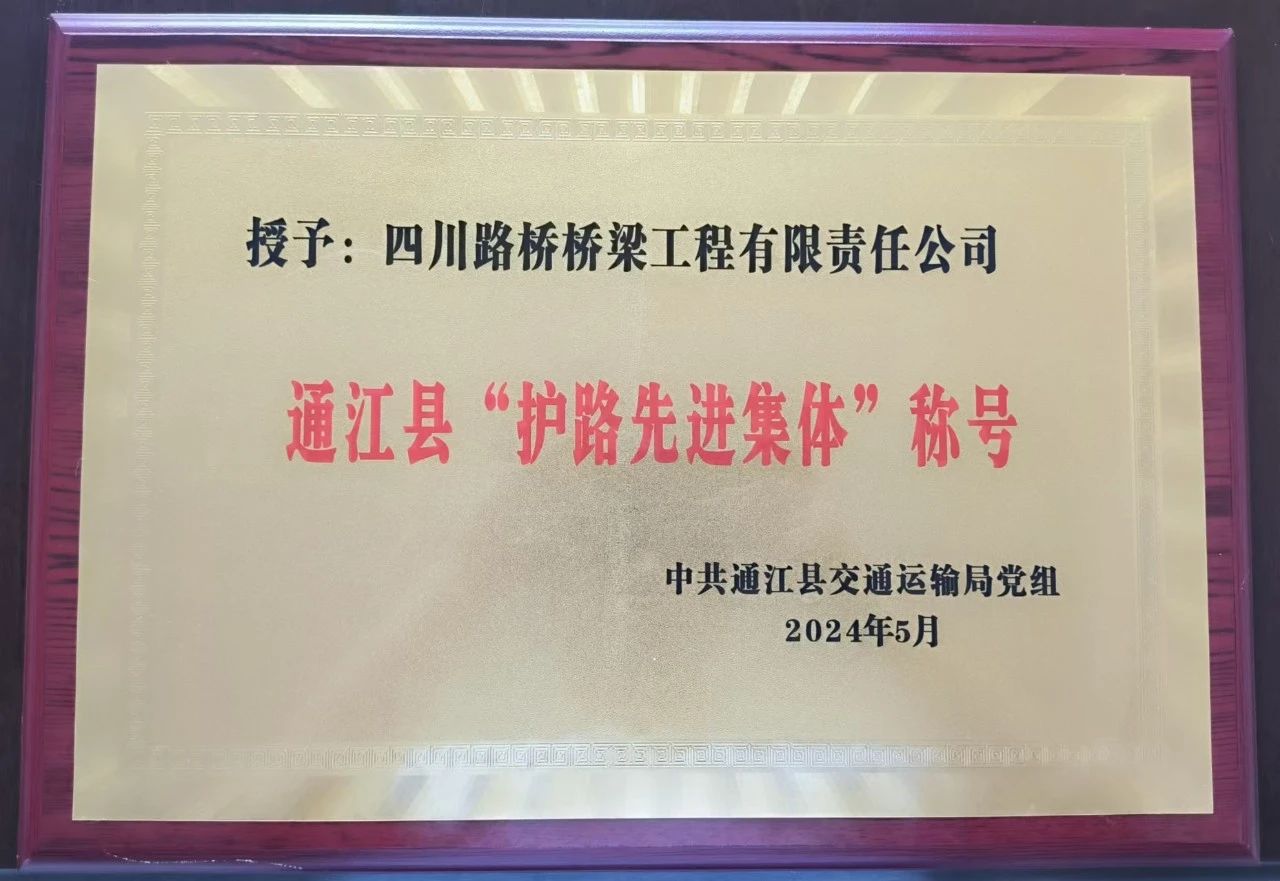 授予：四川路桥桥梁工程有限责任公司
通江县“护路先进集体”称号
中共通江县交通运输局党组
2024年5月